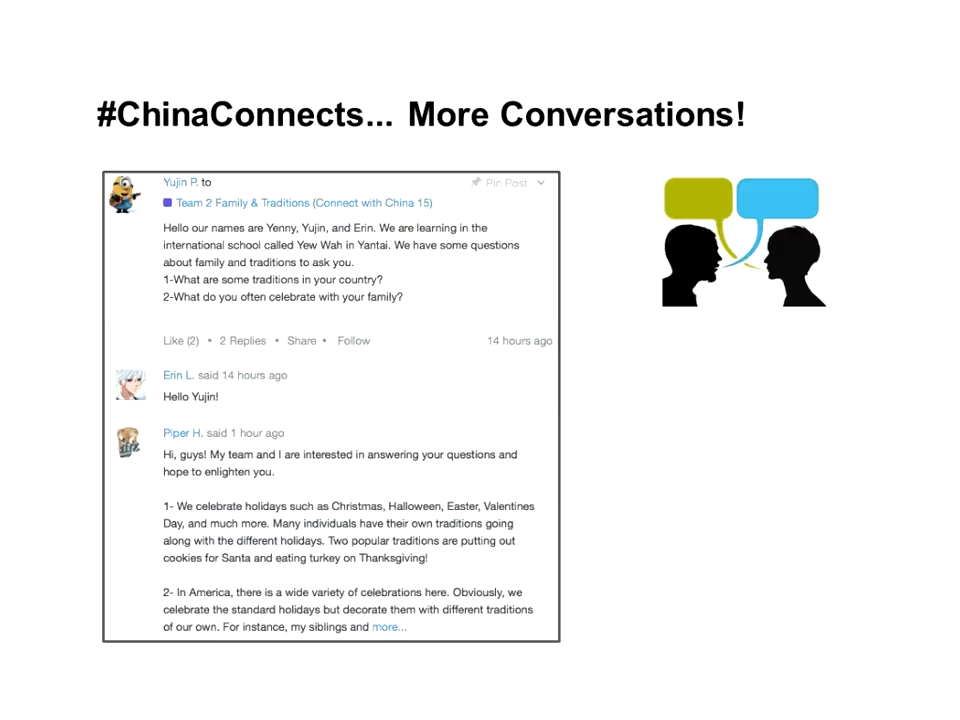 #ChinaConnects... More Conversations!
Yujin P. to
Pin Post
Team 2 Family & Traditions (Connect with China 15)
Hello our names are Yenny, Yujin, and Erin. We are learning in the
international school called Yew Wah in Yantai. We have some questions
about family and traditions to ask you.
1-What are some traditions in your country?
2-What do you often celebrate with your family?
Like (2) • 2 Replies • Share • Follow
14 hours ago
Erin L. said 14 hours ago
Hello Yujin!
Piper H. said 1 hour ago
Hi, guys! My team and I are interested in answering your questions and
hope to enlighten you.
1- We celebrate holidays such as Christmas, Halloween, Easter, Valentines
Day, and much more. Many individuals have their own traditions going
along with the different holidays. Two popular traditions are putting out
cookies for Santa and eating turkey on Thanksgiving!
2- In America, there is a wide variety of celebrations here. Obviously, we
celebrate the standard holidays but decorate them with different traditions
of our own. For instance, my siblings and more...